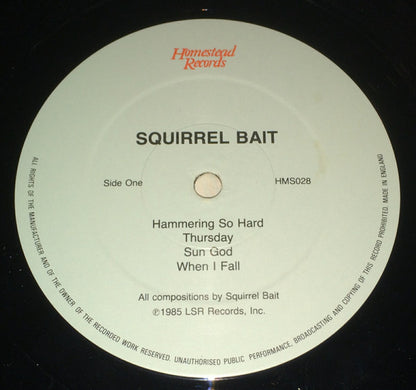 Homestead
Records
SQUIRREL BAIT
Side One
HMS028
Hammering So Hard
Thursday
Sun God
When I Fall
All compositions by Squirrel Bait
℗1985 LSR Records, Inc.
ALL RIGHTS OF THE MANUFACTURER AND OF THE OWNER OF THE RECORDED WORK RESERVED. UNAUTHORISED PUBLIC PERFORMANCE, BROADCASTING AND COPYING OF THIS RECORD PROHIBITED. MADE IN ENGLAND